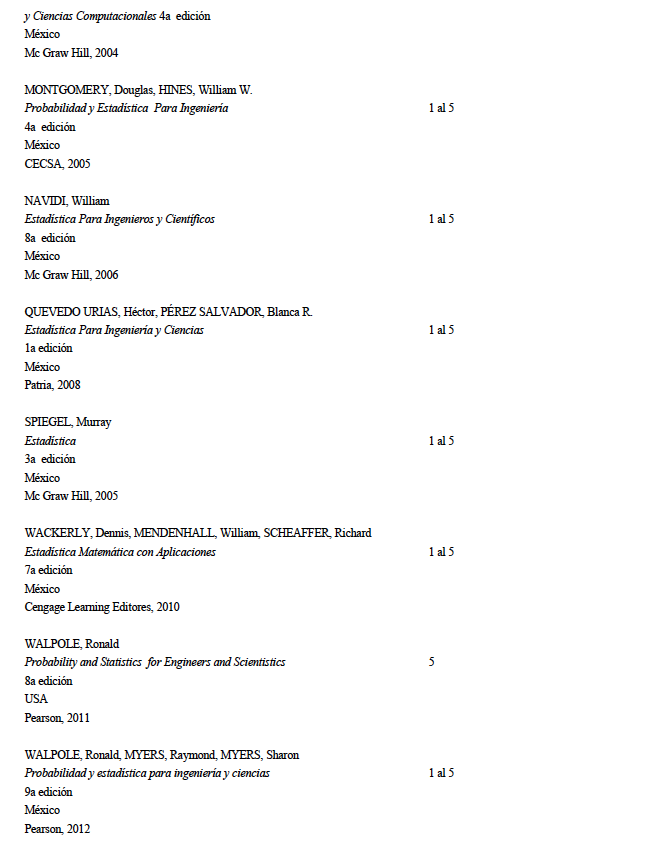 y Ciencias Computacionales 4a edición
México
Mc Graw Hill, 2004
MONTGOMERY, Douglas, HINES, William W.
Probabilidad y Estadística Para Ingeniería 1 al 5
4a edición
México
CECSA, 2005
NAVIDI, William
Estadística Para Ingenieros y Científicos 1 al 5
8a edición
México
Mc Graw Hill, 2006
QUEVEDO URIAS, Héctor, PÉREZ SALVADOR, Blanca R.
Estadística Para Ingeniería y Ciencias 1 al 5
1a edición
México
Patria, 2008
SPIEGEL, Murray
Estadística 1 al 5
3a edición
México
Mc Graw Hill, 2005
WACKERLY, Dennis, MENDENHALL, William, SCHEAFFER, Richard
Estadística Matemática con Aplicaciones 1 al 5
7a edición
México
Cengage Learning Editores, 2010
WALPOLE, Ronald
Probability and Statistics for Engineers and Scientistics 5
8a edición
USA
Pearson, 2011
WALPOLE, Ronald, MYERS, Raymond, MYERS, Sharon
Probabilidad y estadística para ingeniería y ciencias 1 al 5
9a edición
México
Pearson, 2012